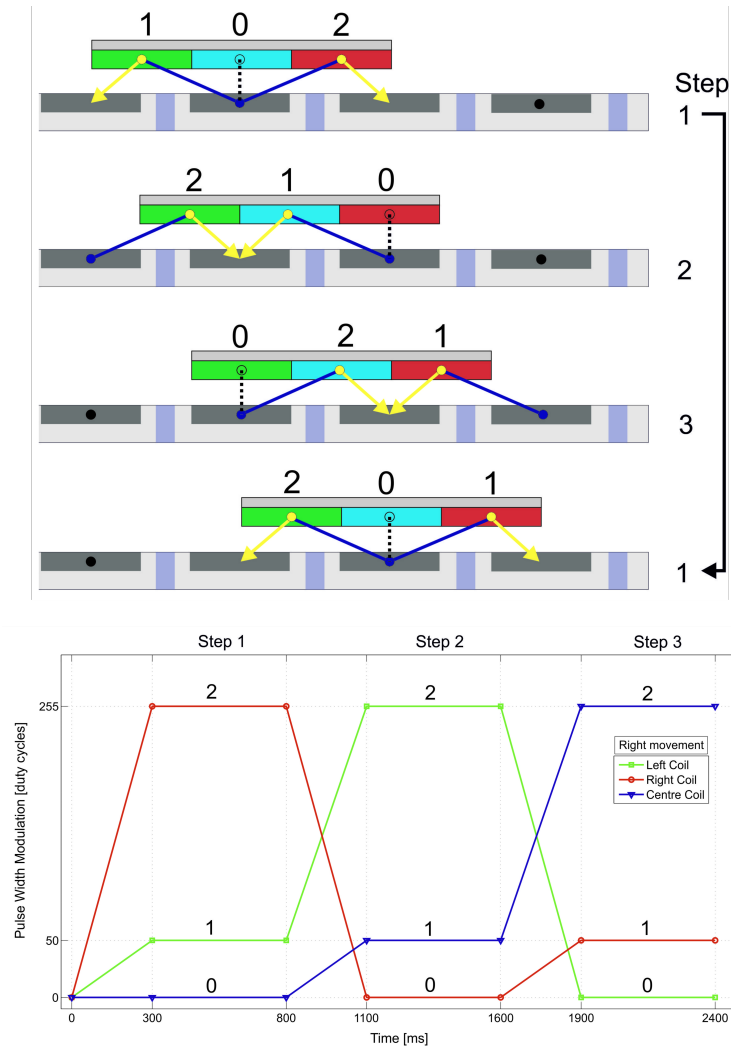 1 0 2
Step
1
2 1 0
2
0 2 1
3
2 0 1
1
Step 1 Step 2 Step 3
255
2 2 2
Right movement
Left Coil
Right Coil
Centre Coil
Pulse Width Modulation [duty cycles]
50
1 1 1
0
0 0 0
0 300 800 1100 1600 1900 2400
Time [ms]